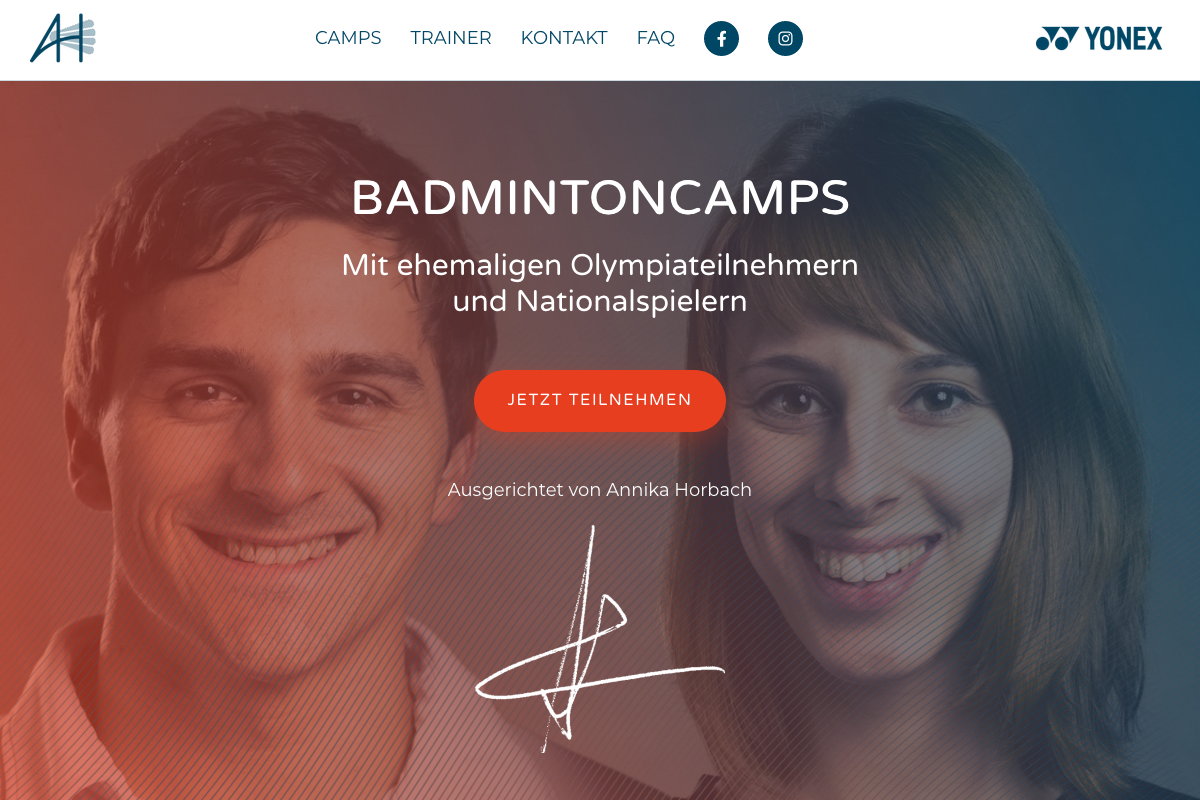 AH
CAMPS TRAINER KONTAKT FAQ
YONEX
BADMINTONCAMPS
Mit ehemaligen Olympiateilnehmern
und Nationalspielern
JETZT TEILNEHMEN
Ausgerichtet von Annika Horbach